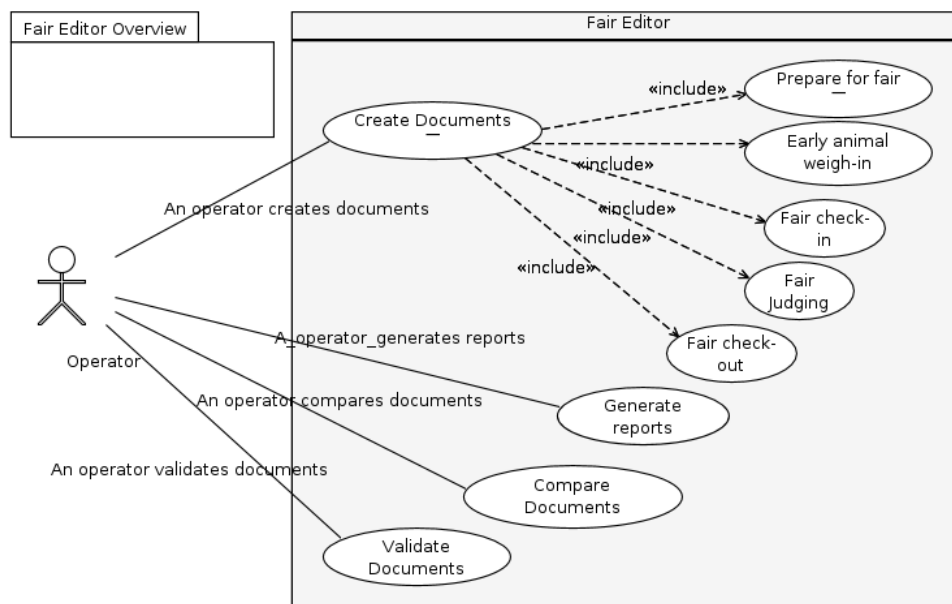 Fair Editor Overview
Fair Editor
Prepare for fair
—
«include»
Create Documents
—
Early animal
weigh-in
«include»
An operator creates documents
«include»
Fair check-
in
«include»
«include»
Fair
Judging
A_operator_generates reports
Fair check-
out
Operator
An operator compares documents
Generate
reports
An operator validates documents
Compare
Documents
Validate
Documents